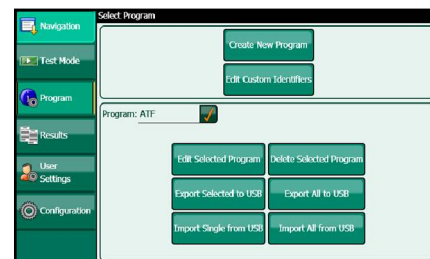 Select Program
Navigation
Test Mode
Program
Results
User
Settings
Configuration
Create New Program
Edit Custom Identifiers
Program: ATF
Edit Selected Program
Delete Selected Program
Export Selected to USB
Export All to USB
Import Single from USB
Import All from USB